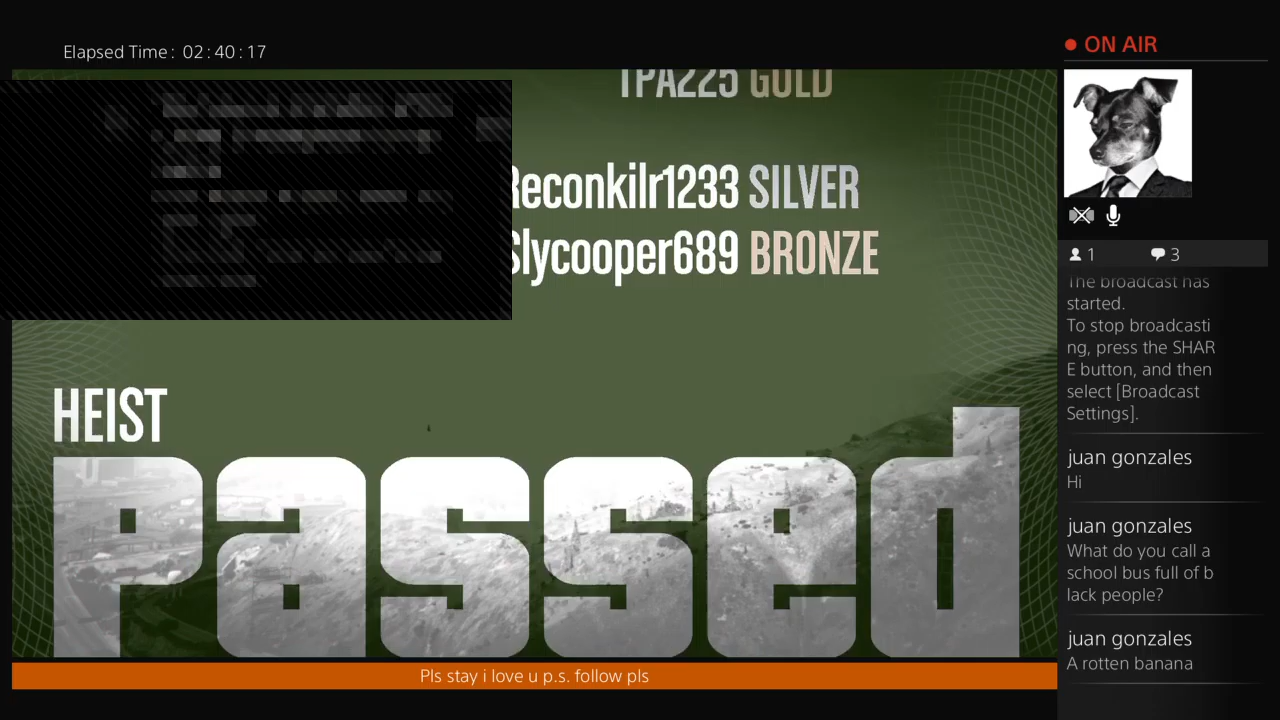 Elapsed Time: 02:40:17
ON AIR
TPA225 GOLD
Reconkilr1233 SILVER
Slycooper689 BRONZE
HEIST
passed
Pls stay i love u p.s. follow pls
1
3
The broadcast has
started.
To stop broadcasti
ng, press the SHAR
E button, and then
select [Broadcast
Settings].
juan gonzales
Hi
juan gonzales
What do you call a
school bus full of b
lack people?
juan gonzales
A rotten banana